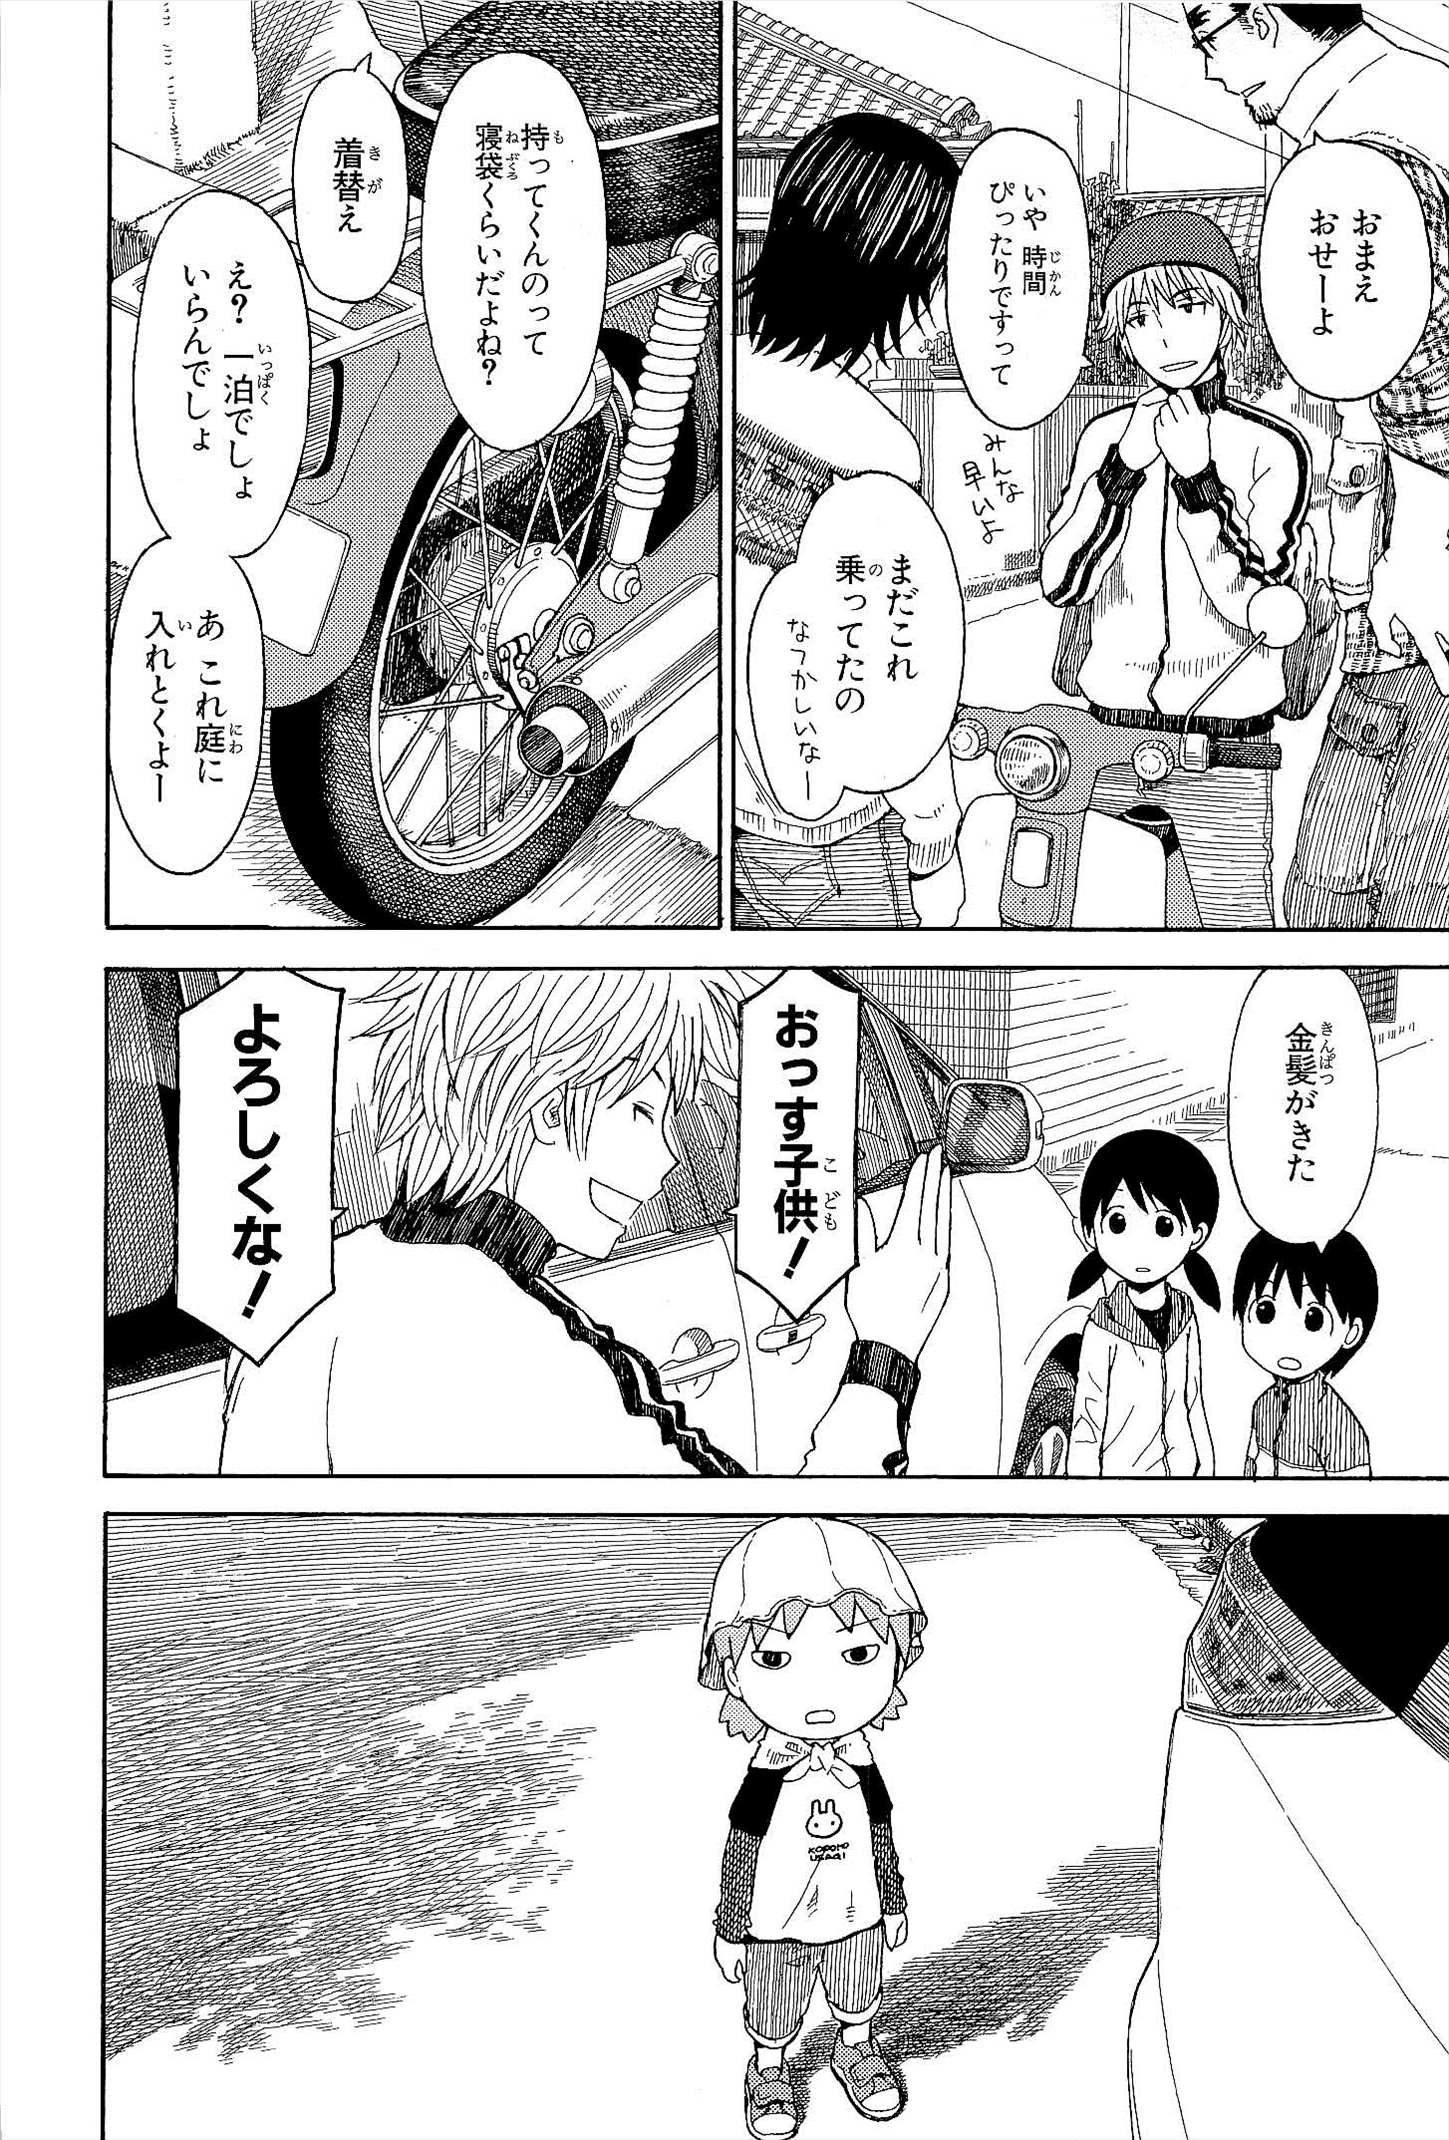 おまえ
おせーよ
いや 時間
ぴったりですって
みんな
早いよ
まだこれ
乗ってたの
なつかしいなー
持ってくんのって
寝袋くらいだよね?
着替え
え? 一泊でしょ
いらんでしょ
あ これ庭に
入れとくよー
金髪がきた
おっす子供!
よろしくな!
KODOMO
USAGI